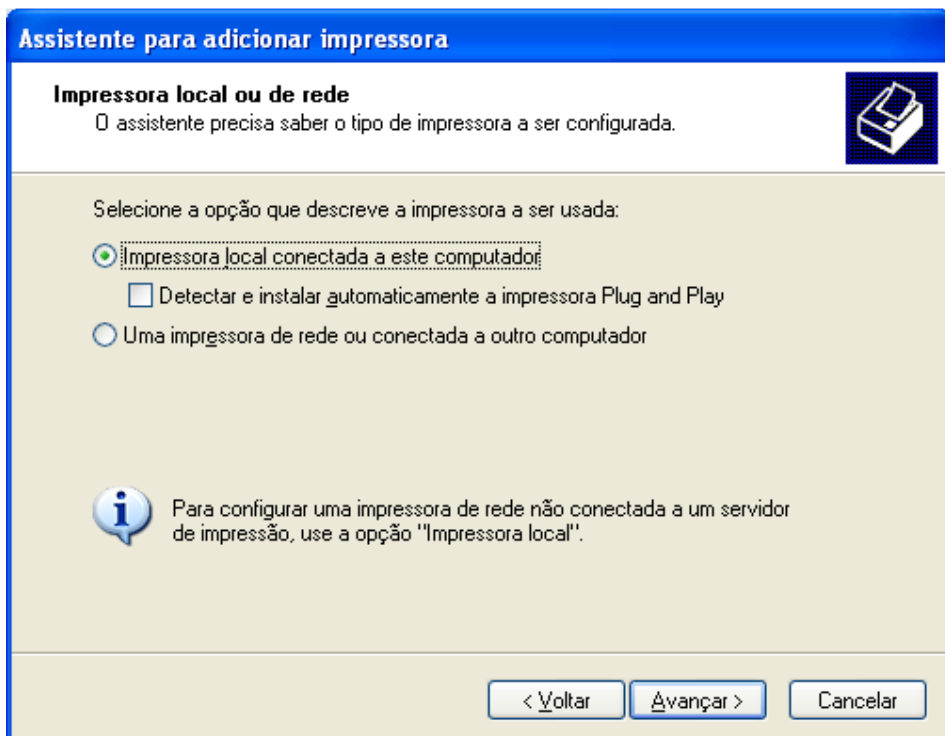 Assistente para adicionar impressora
Impressora local ou de rede
O assistente precisa saber o tipo de impressora a ser configurada.
Selecione a opção que descreve a impressora a ser usada:
Impressora local conectada a este computador
Detectar e instalar automaticamente a impressora Plug and Play
Uma impressora de rede ou conectada a outro computador
Para configurar uma impressora de rede não conectada a um servidor
de impressão, use a opção "Impressora local".
< Voltar Avançar > Cancelar